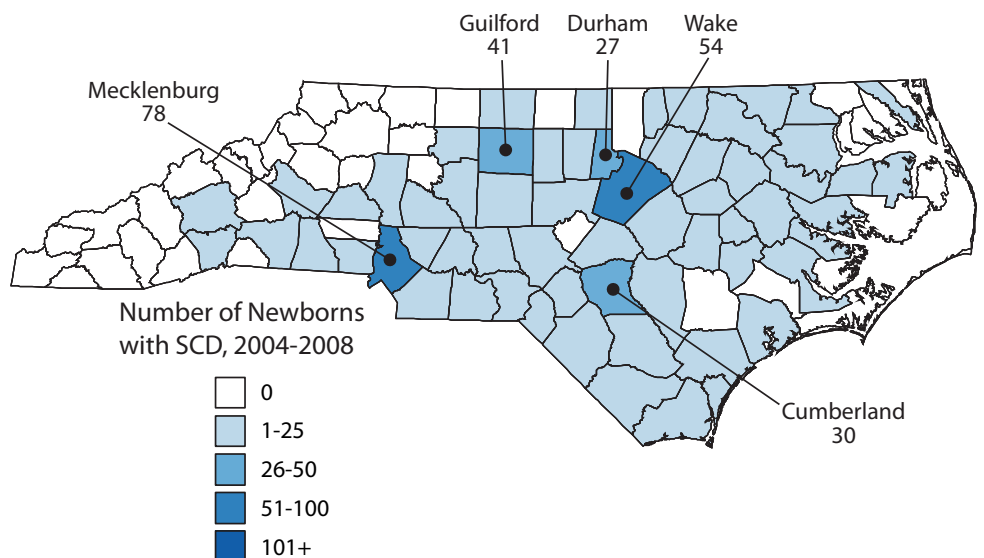 Guilford
41
Durham
27
Wake
54
Mecklenburg
78
Number of Newborns
with SCD, 2004-2008
0
1-25
26-50
51-100
101+
Cumberland
30